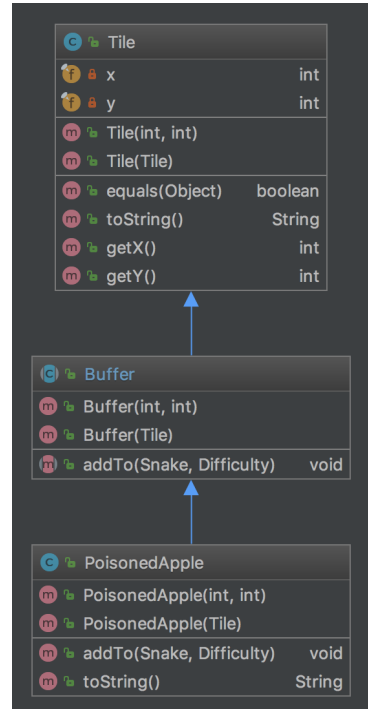 Tile
x int
y int
Tile(int, int)
Tile(Tile)
equals(Object) boolean
toString() String
getX() int
getY() int
Buffer
Buffer(int, int)
Buffer(Tile)
addTo(Snake, Difficulty) void
PoisonedApple
PoisonedApple(int, int)
PoisonedApple(Tile)
addTo(Snake, Difficulty) void
toString() String